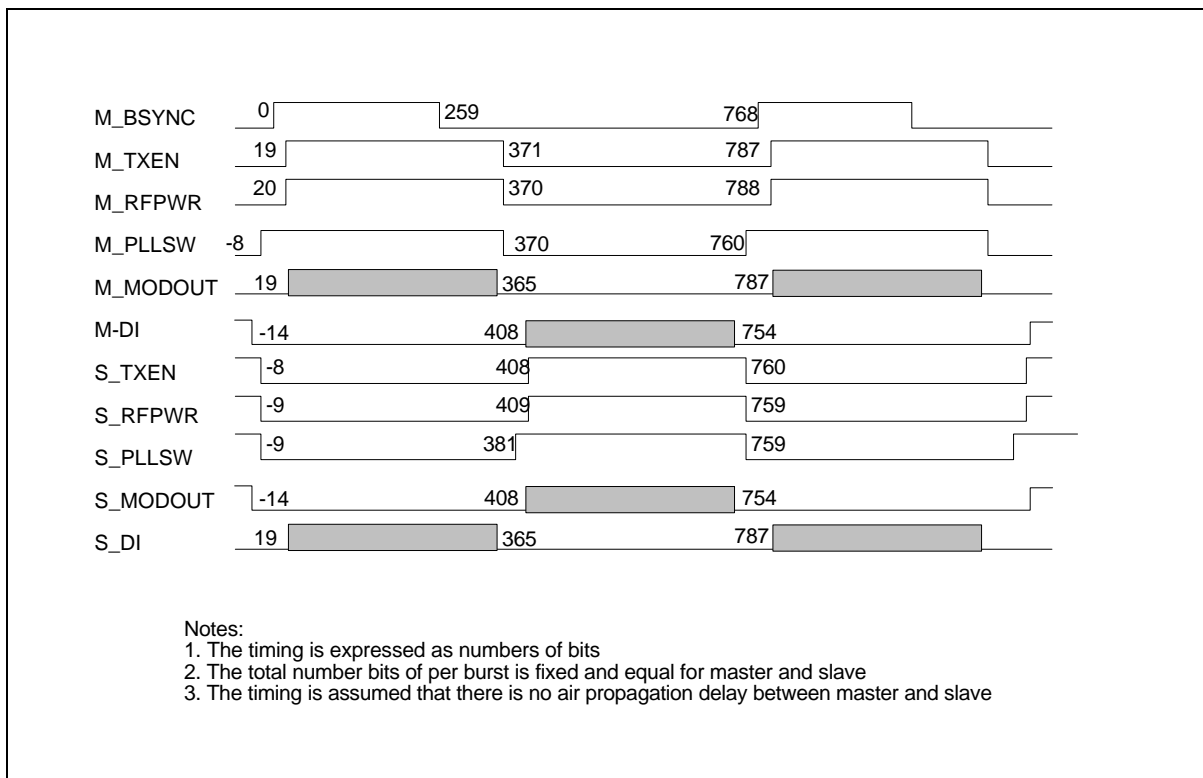 M_BSYNC 0 259 768
M_TXEN 19 371 787
M_RFPWR 20 370 788
M_PLLSW -8 370 760
M_MODOUT 19 365 787
M-DI -14 408 754
S_TXEN -8 408 760
S_RFPWR -9 409 759
S_PLLSW -9 381 759
S_MODOUT -14 408 754
S_DI 19 365 787
Notes:
1. The timing is expressed as numbers of bits
2. The total number bits of per burst is fixed and equal for master and slave
3. The timing is assumed that there is no air propagation delay between master and slave